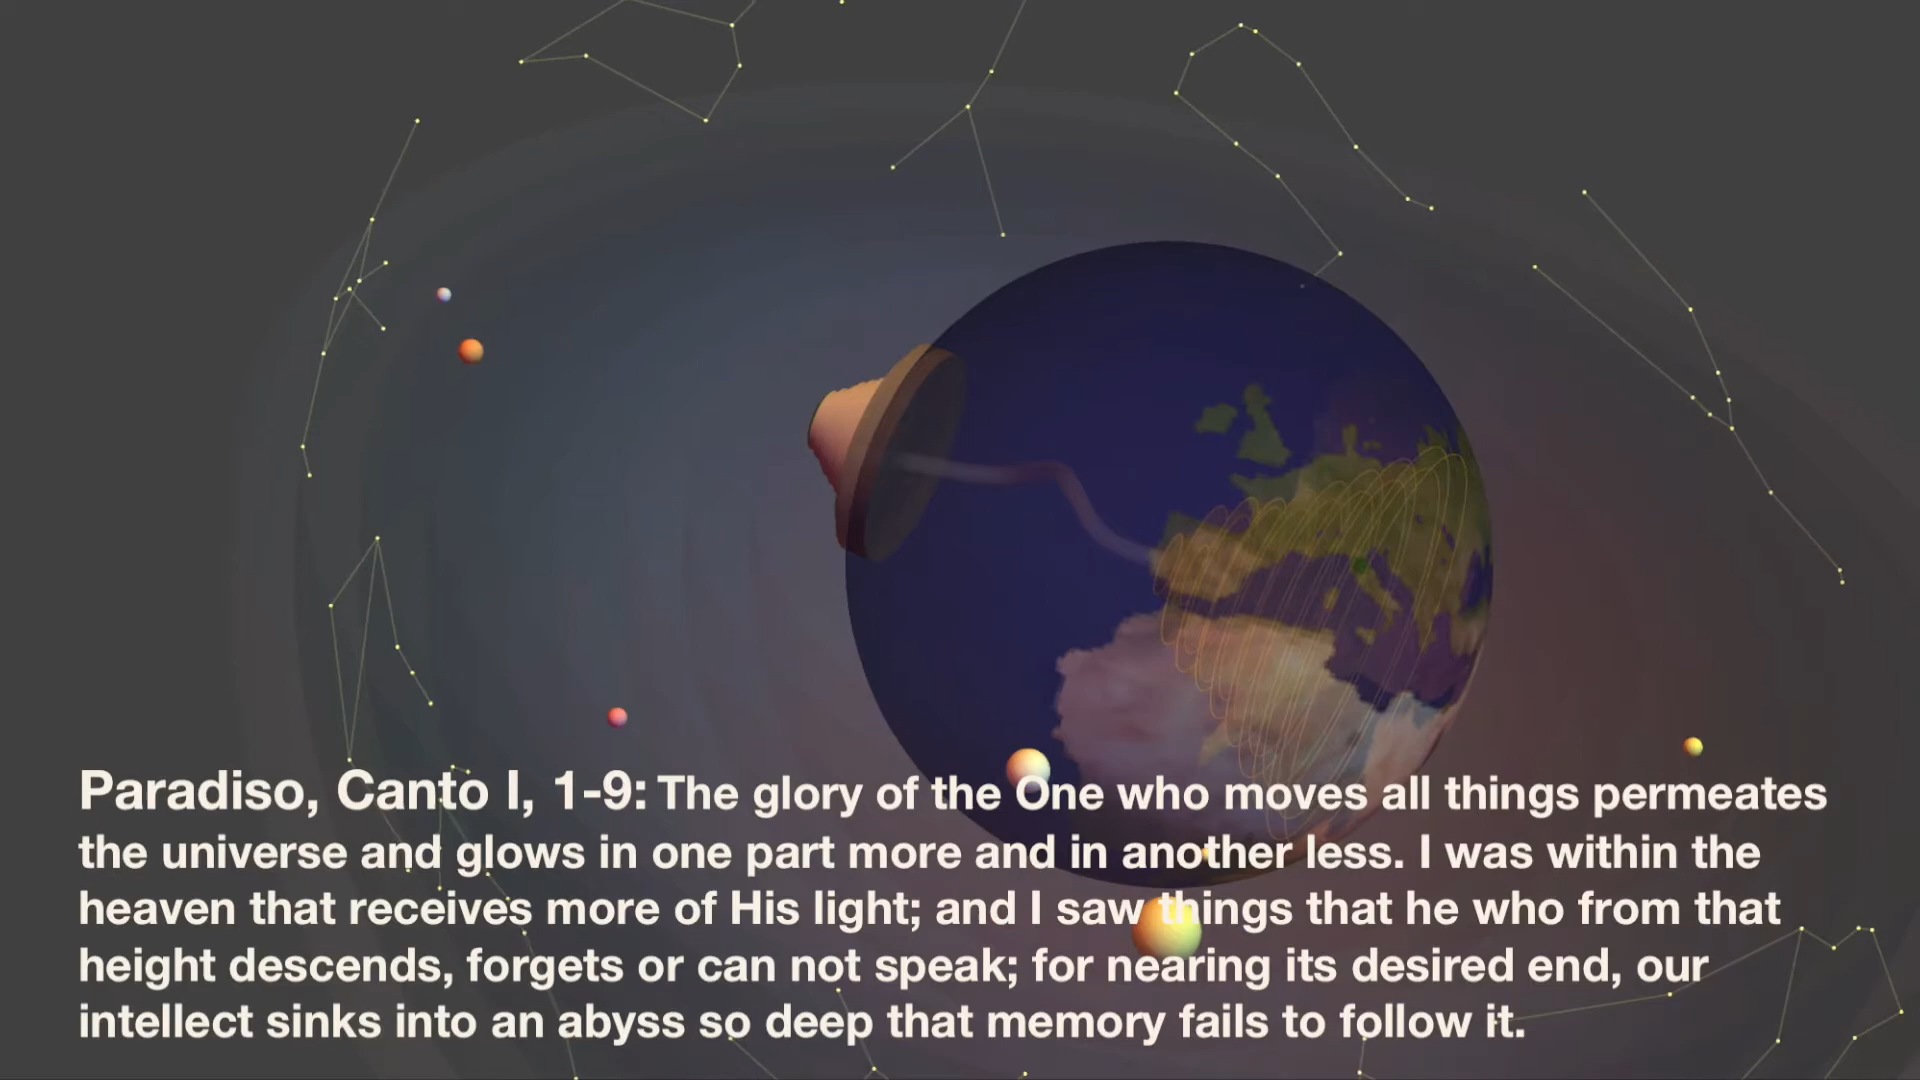 Paradiso, Canto I, 1-9: The glory of the One who moves all things permeates
the universe and glows in one part more and in another less. I was within the
heaven that receives more of His light; and I saw things that he who from that
height descends, forgets or can not speak; for nearing its desired end, our
intellect sinks into an abyss so deep that memory fails to follow it.